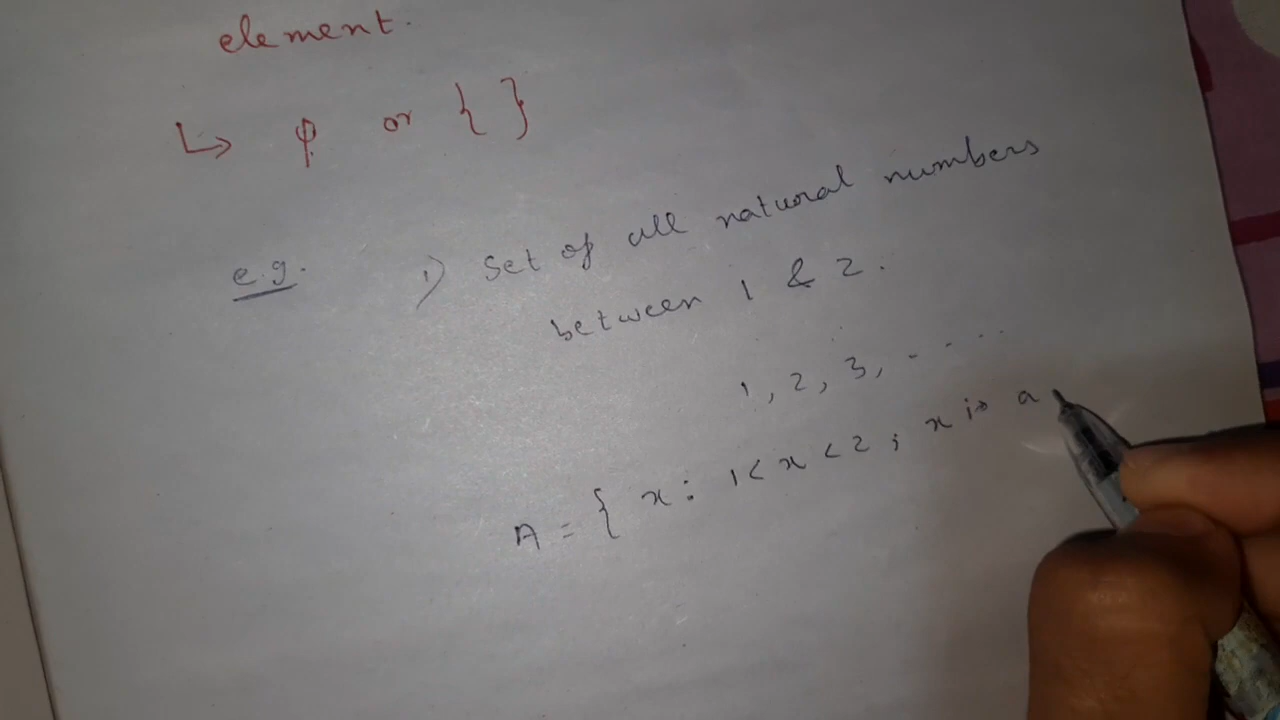 element.
↳ φ or { }
e.g. 1) Set of all natural numbers
between 1 & 2.
1, 2, 3, - - - -
A = { x : 1 < x < 2 ; x is a